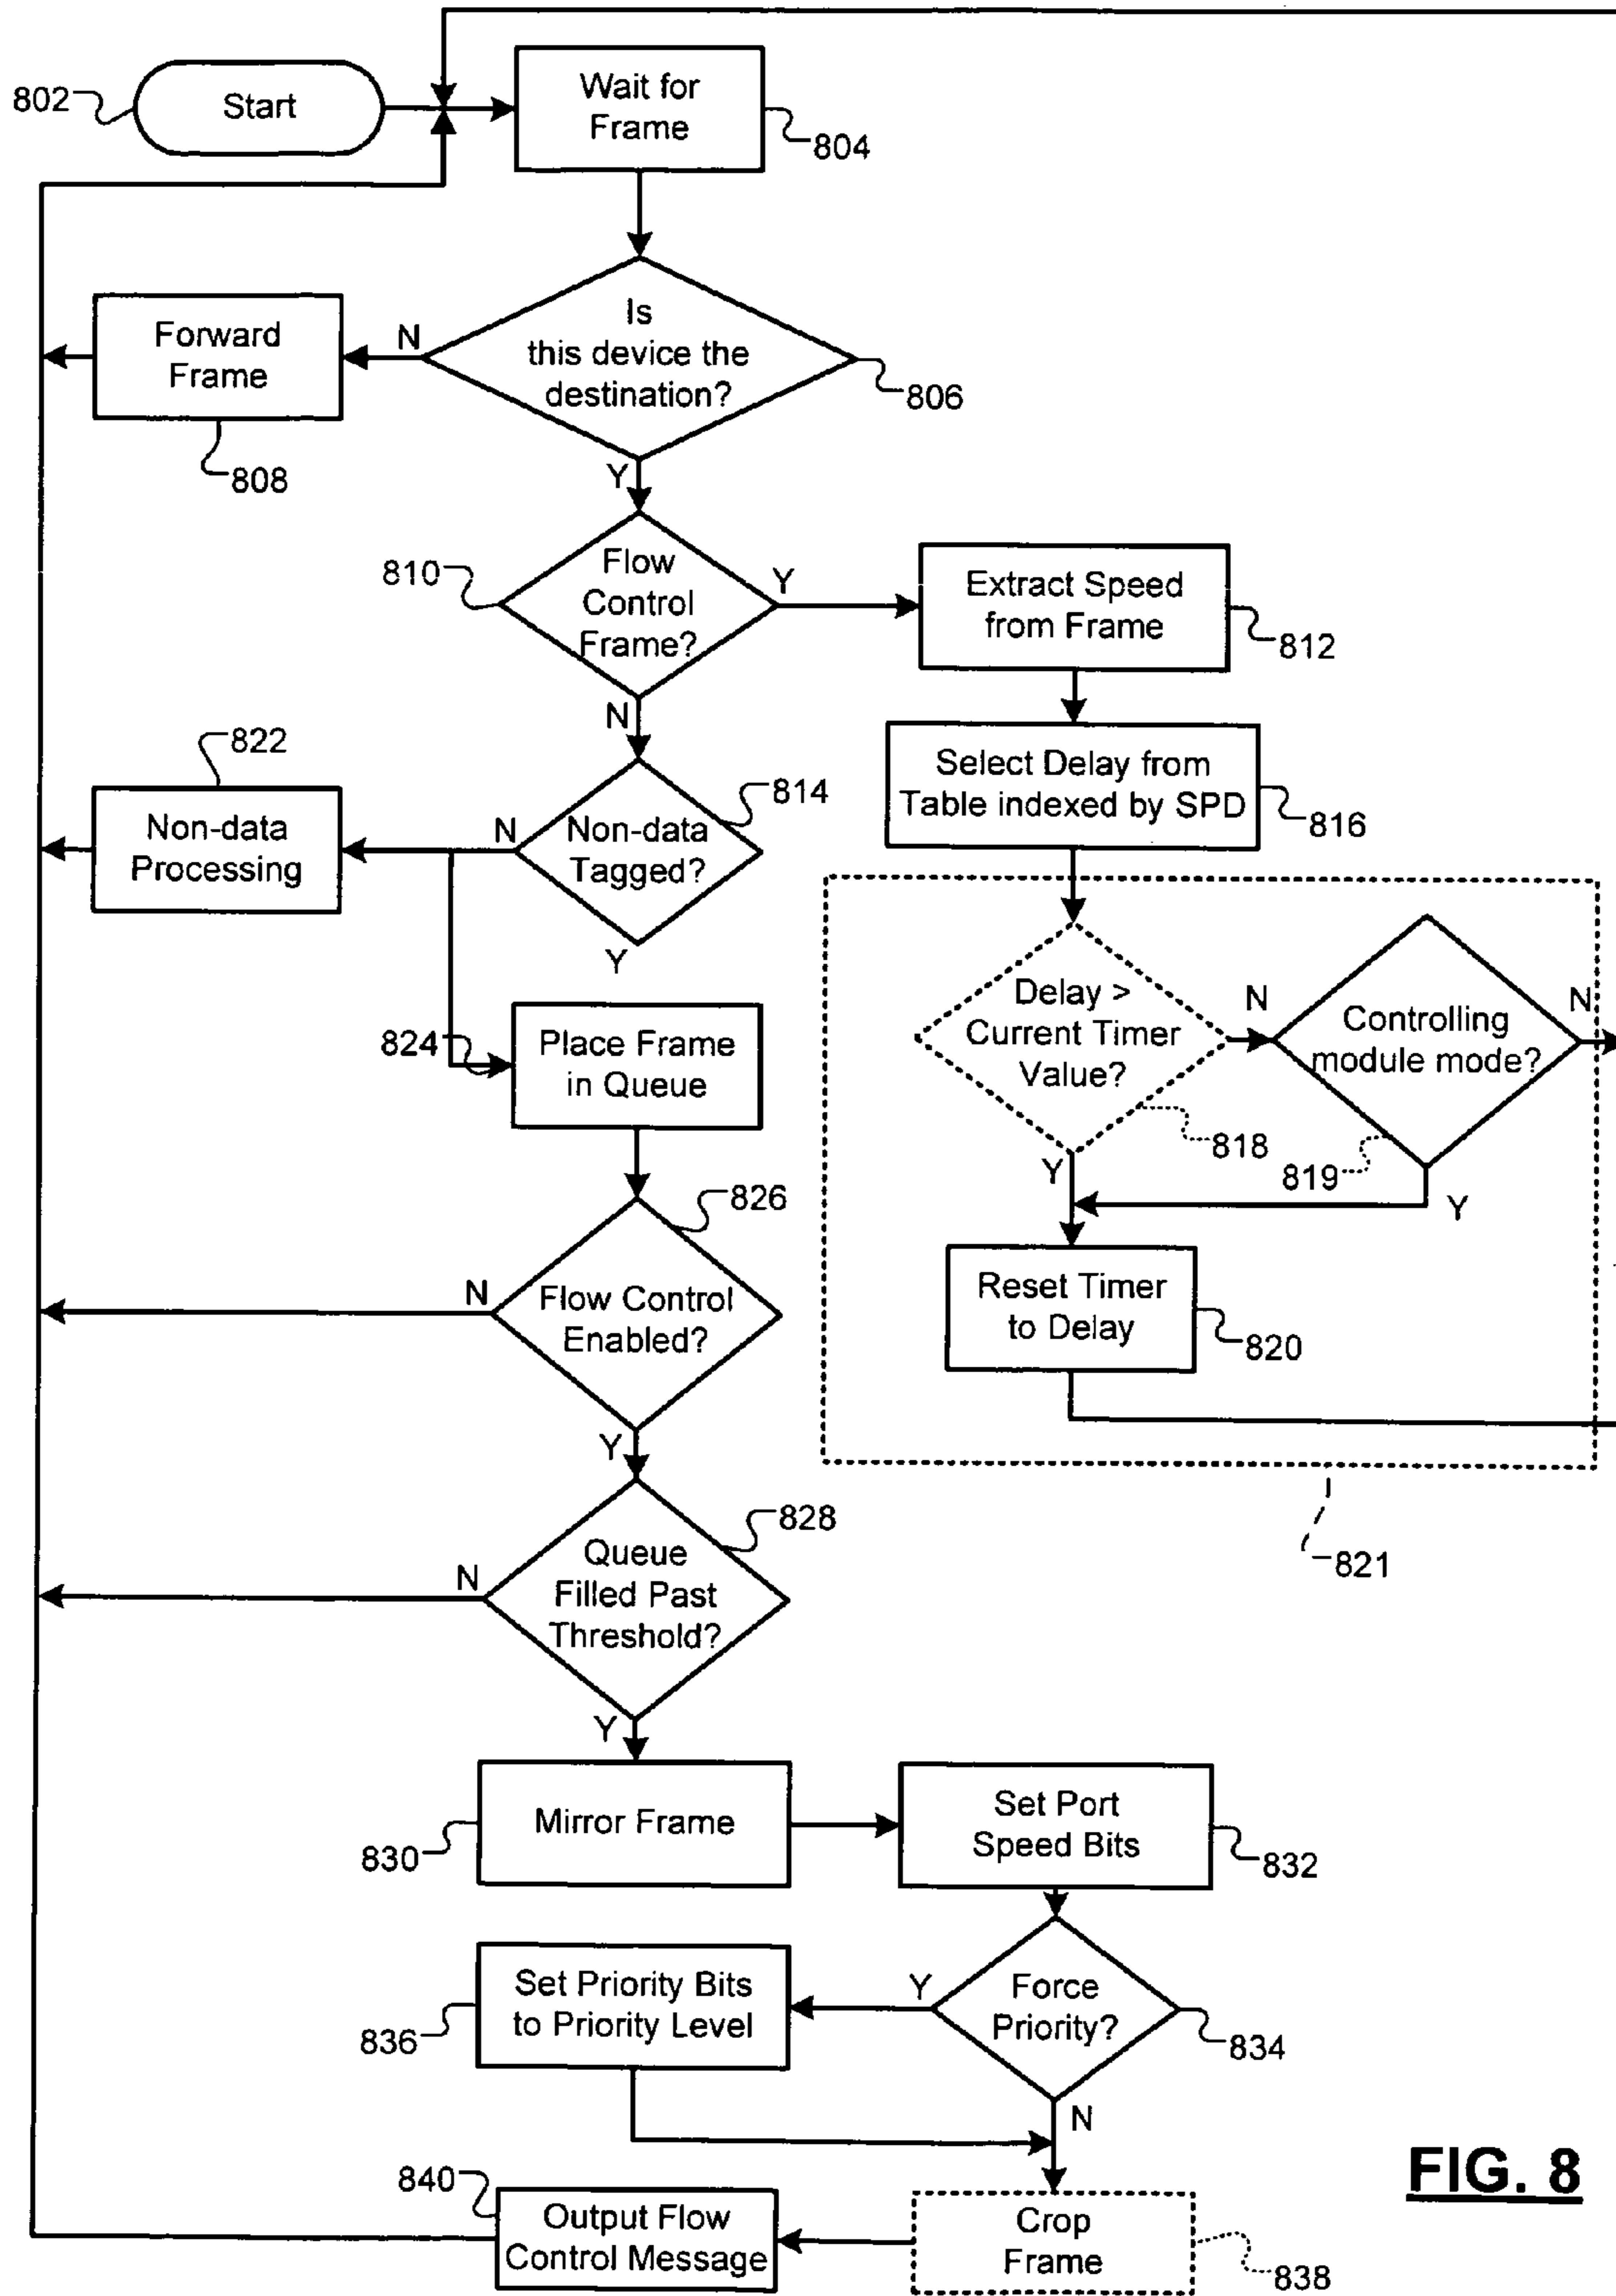 802
Start
Wait for
Frame
804
Is
this device the
destination?
806
N
Y
Forward
Frame
808
810
Flow
Control
Frame?
Y
N
Extract Speed
from Frame
812
Select Delay from
Table indexed by SPD
816
822
Non-data
Processing
N
Non-data
Tagged?
814
Y
824
Place Frame
in Queue
Delay >
Current Timer
Value?
818
N
Y
Controlling
module mode?
819
N
Y
Reset Timer
to Delay
820
821
826
Flow Control
Enabled?
N
Y
828
Queue
Filled Past
Threshold?
N
Y
Mirror Frame
830
Set Port
Speed Bits
832
Force
Priority?
834
Y
N
Set Priority Bits
to Priority Level
836
Crop
Frame
838
840
Output Flow
Control Message
FIG. 8